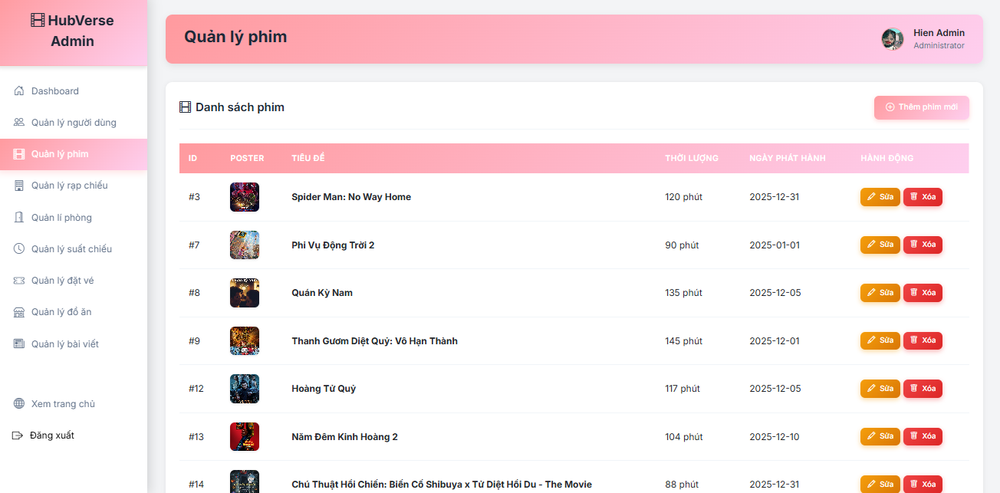 HubVerse
Admin
Dashboard
Quản lý người dùng
Quản lý phim
Quản lý rạp chiếu
Quản lí phòng
Quản lý suất chiếu
Quản lý đặt vé
Quản lý đồ ăn
Quản lý bài viết
Xem trang chủ
Đăng xuất
Quản lý phim
Hien Admin
Administrator
Danh sách phim
Thêm phim mới
ID POSTER TIÊU ĐỀ THỜI LƯỢNG NGÀY PHÁT HÀNH HÀNH ĐỘNG
#3 Spider Man: No Way Home 120 phút 2025-12-31 Sửa Xóa
#7 Phi Vụ Động Trời 2 90 phút 2025-01-01 Sửa Xóa
#8 Quán Kỳ Nam 135 phút 2025-12-05 Sửa Xóa
#9 Thanh Gươm Diệt Quỷ: Vô Hạn Thành 145 phút 2025-12-01 Sửa Xóa
#12 Hoàng Tử Quỷ 117 phút 2025-12-05 Sửa Xóa
#13 Năm Đêm Kinh Hoàng 2 104 phút 2025-12-10 Sửa Xóa
#14 Chú Thuật Hồi Chiến: Biến Cố Shibuya x Tử Diệt Hồi Du - The Movie 88 phút 2025-12-31 Sửa Xóa